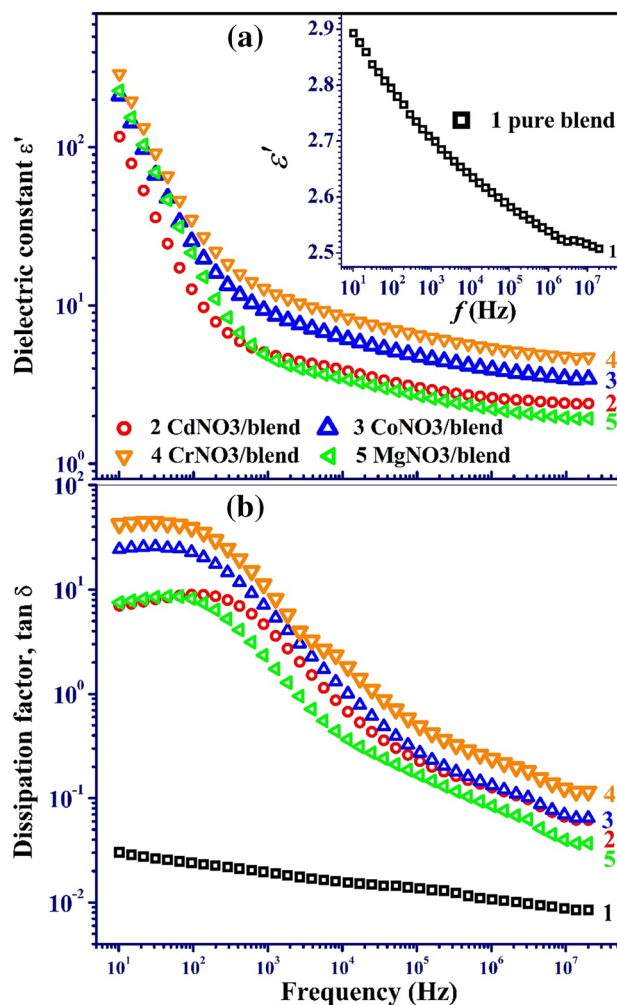 (a)
Dielectric constant ε'
10²
10¹
10⁰
2.9
2.8
2.7
2.6
2.5
ε'
1 pure blend
1
10¹ 10² 10³ 10⁴ 10⁵ 10⁶ 10⁷
f (Hz)
4
3
2
5
2 CdNO3/blend 3 CoNO3/blend
4 CrNO3/blend 5 MgNO3/blend
(b)
Dissipation factor, tan δ
10²
10¹
10⁰
10⁻¹
10⁻²
4
3
2
5
1
10¹ 10² 10³ 10⁴ 10⁵ 10⁶ 10⁷
Frequency (Hz)